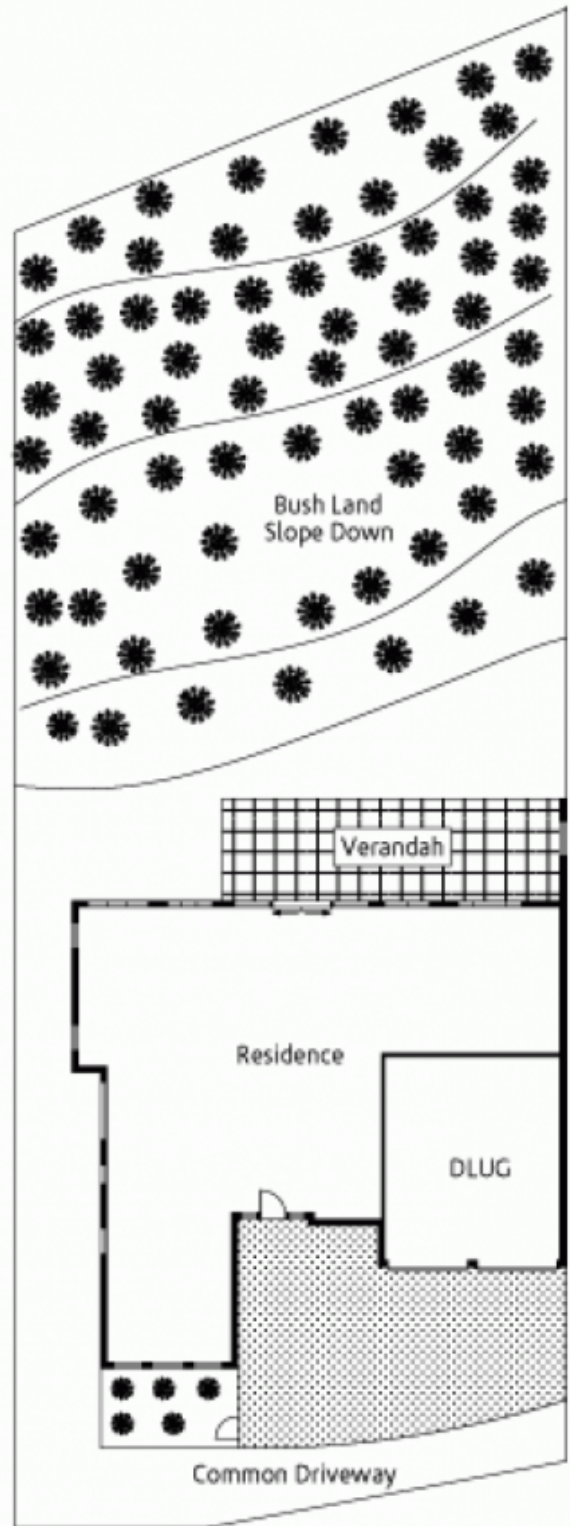 Bush Land
Slope Down
Verandah
Residence
DLUG
Common Driveway